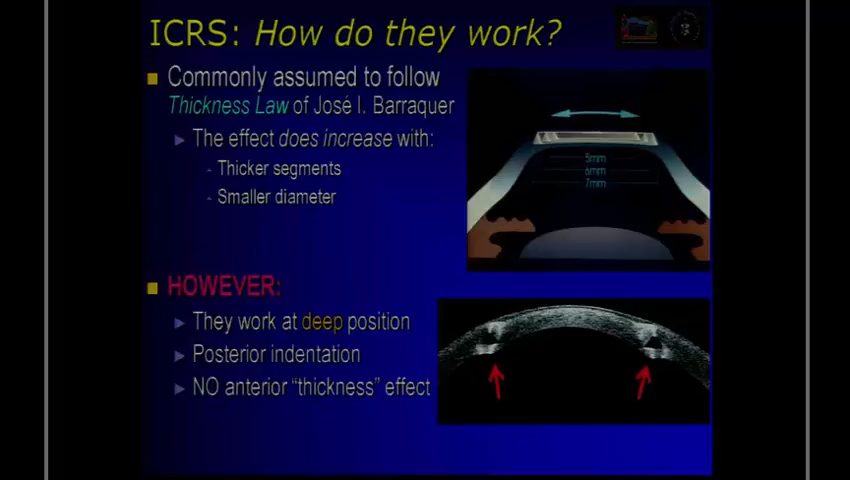 ICRS: How do they work?
Commonly assumed to follow
Thickness Law of José I. Barraquer
The effect does increase with:
- Thicker segments
- Smaller diameter
5mm
6mm
7mm
HOWEVER:
They work at deep position
Posterior indentation
NO anterior “thickness” effect